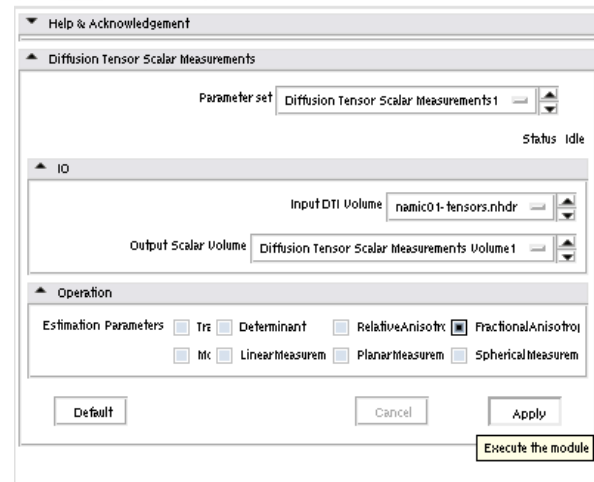 Help & Acknowledgement
Diffusion Tensor Scalar Measurements
Parameter set Diffusion Tensor Scalar Measurements1
Status Idle
IO
Input DTI Volume namic01-tensors.nhdr
Output Scalar Volume Diffusion Tensor Scalar Measurements Volume1
Operation
Estimation Parameters Tra Determinant RelativeAnisotro FractionalAnisotrop
Mo LinearMeasurem PlanarMeasurem SphericalMeasurem
Default Cancel Apply
Execute the module